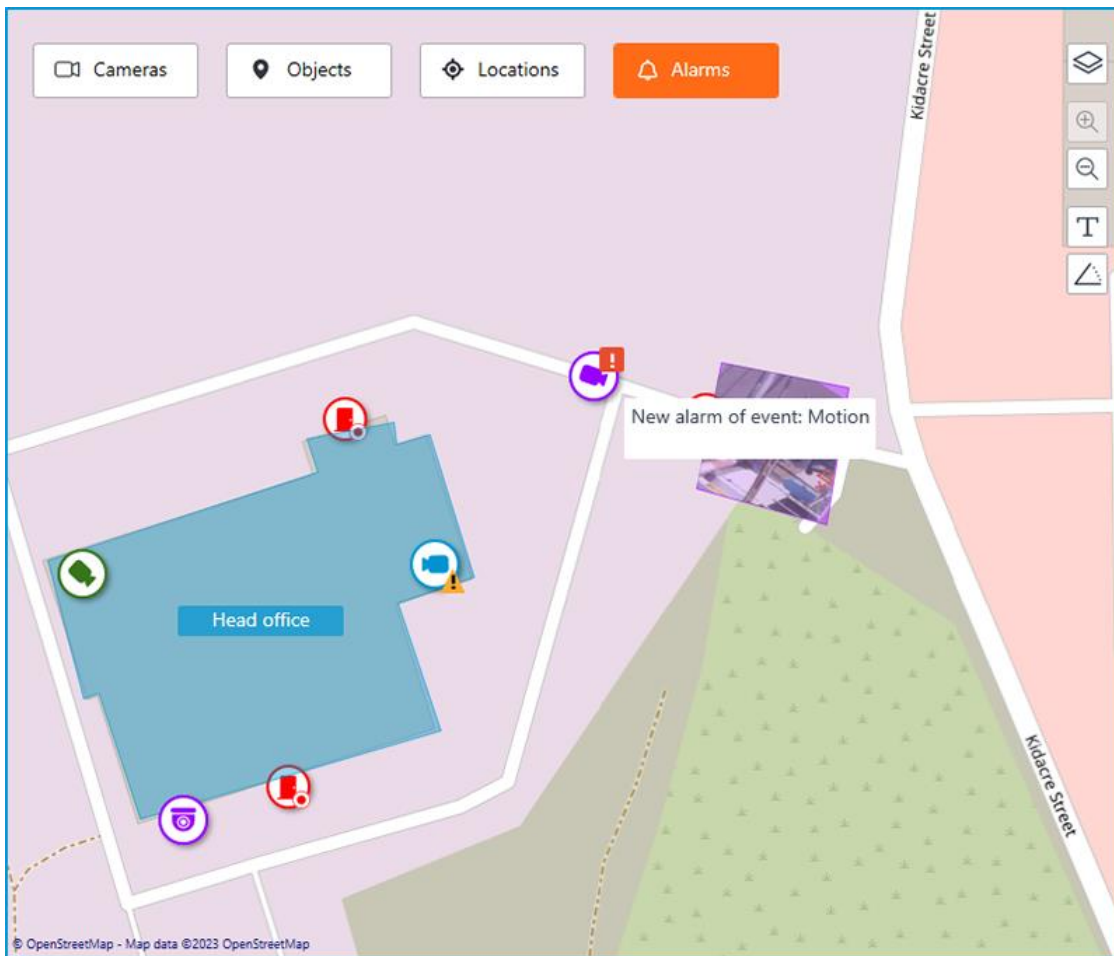 Cameras
Objects
Locations
Alarms
Kidacre Street
T
!
New alarm of event: Motion
!
Head office
Kidacre Street
© OpenStreetMap - Map data ©2023 OpenStreetMap